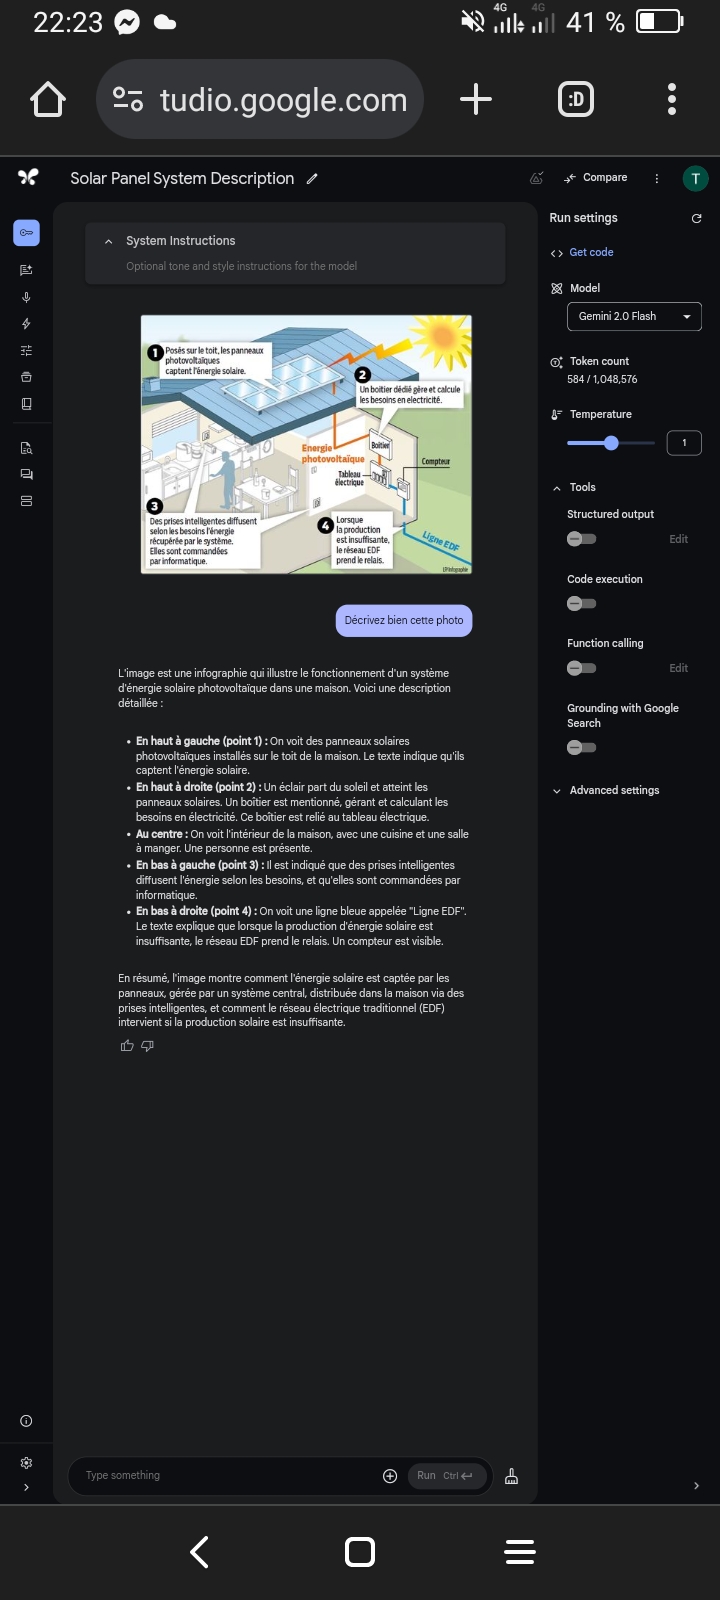 22:23
4G
4G
41 %
tudio.google.com
:D
Solar Panel System Description
Compare
T
System Instructions
Optional tone and style instructions for the model
1 Posés sur le toit, les panneaux
photovoltaïques
captent l'énergie solaire.
2
Un boîtier dédié gère et calcule
les besoins en électricité.
Energie
photovoltaïque
Boîtier
Tableau
électrique
Compteur
3
Des prises intelligentes diffusent
selon les besoins l'énergie
récupérée par le système.
Elles sont commandées
par informatique.
4 Lorsque
la production
est insuffisante,
le réseau EDF
prend le relais.
Ligne EDF
LP/Infographie
Décrivez bien cette photo
L'image est une infographie qui illustre le fonctionnement d'un système
d'énergie solaire photovoltaïque dans une maison. Voici une description
détaillée :
• En haut à gauche (point 1) : On voit des panneaux solaires
photovoltaïques installés sur le toit de la maison. Le texte indique qu'ils
captent l'énergie solaire.
• En haut à droite (point 2) : Un éclair part du soleil et atteint les
panneaux solaires. Un boîtier est mentionné, gérant et calculant les
besoins en électricité. Ce boîtier est relié au tableau électrique.
• Au centre : On voit l'intérieur de la maison, avec une cuisine et une salle
à manger. Une personne est présente.
• En bas à gauche (point 3) : Il est indiqué que des prises intelligentes
diffusent l'énergie selon les besoins, et qu'elles sont commandées par
informatique.
• En bas à droite (point 4) : On voit une ligne bleue appelée "Ligne EDF".
Le texte explique que lorsque la production d'énergie solaire est
insuffisante, le réseau EDF prend le relais. Un compteur est visible.
En résumé, l'image montre comment l'énergie solaire est captée par les
panneaux, gérée par un système central, distribuée dans la maison via des
prises intelligentes, et comment le réseau électrique traditionnel (EDF)
intervient si la production solaire est insuffisante.
Type something
Run Ctrl
Run settings
Get code
Model
Gemini 2.0 Flash
Token count
584 / 1,048,576
Temperature
1
Tools
Structured output
Edit
Code execution
Function calling
Edit
Grounding with Google
Search
Advanced settings